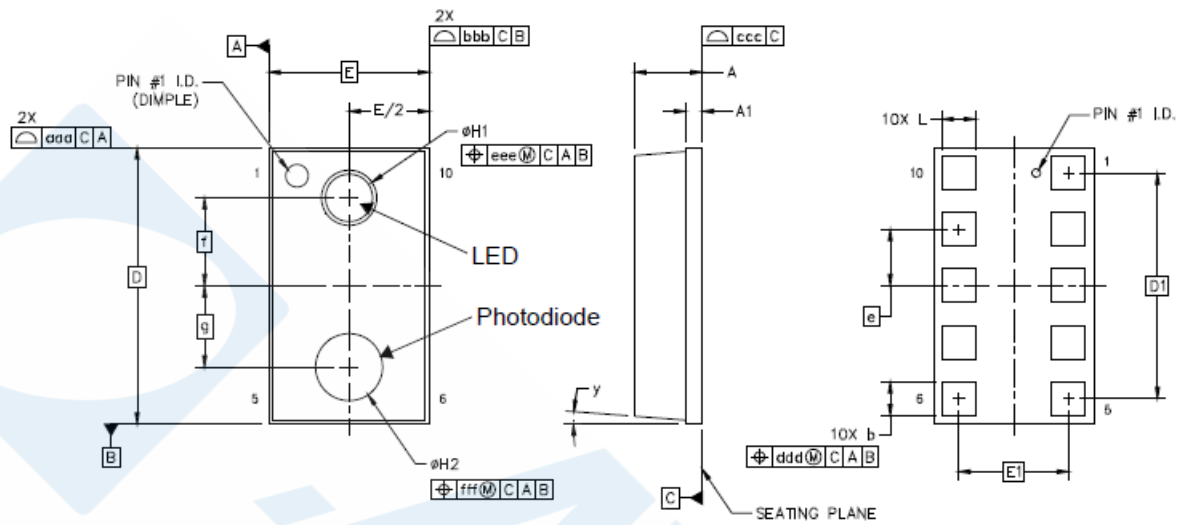 2X
⌓ bbb C B
A
E
PIN #1 I.D.
(DIMPLE)
E/2
2X
⌓ aaa C A
øH1
⌖ eee Ⓜ C A B
1
10
f
LED
D
g
Photodiode
5
6
B
øH2
⌖ fff Ⓜ C A B
⌓ ccc C
A
A1
y
C
SEATING PLANE
10X L
PIN #1 I.D.
10
1
e
D1
6
5
10X b
⌖ ddd Ⓜ C A B
E1